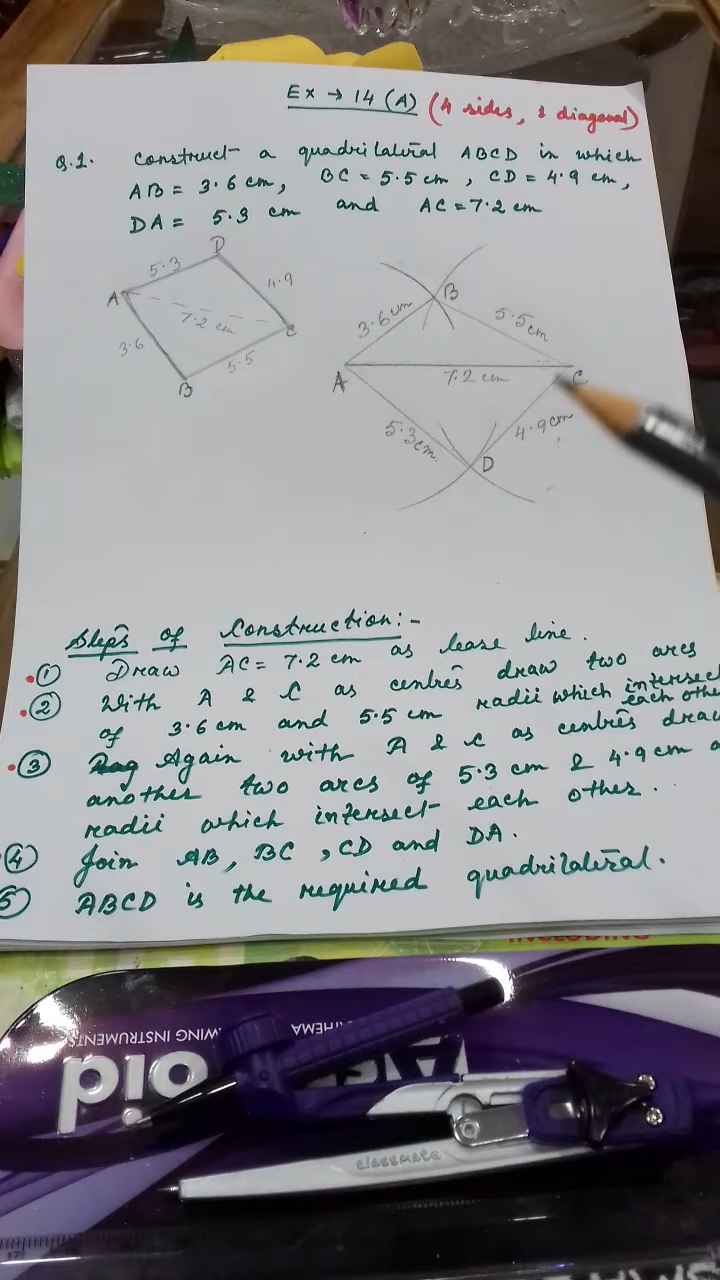 Ex → 14 (A) (4 sides, 1 diagonal)
Q.1. Construct a quadrilateral ABCD in which
AB = 3.6 cm, BC = 5.5 cm, CD = 4.9 cm,
DA = 5.3 cm and AC = 7.2 cm
D
5.3
4.9
A
7.2 cm
C
3.6
5.5
B
B
3.6 cm
5.5 cm
A
7.2 cm
C
5.3 cm
4.9 cm
D
Steps of Construction:-
① Draw AC = 7.2 cm as base line.
② With A & C as centres draw two arcs
of 3.6 cm and 5.5 cm radii which intersect
each other
③ Again with A & C as centres draw
another two arcs of 5.3 cm & 4.9 cm
radii which intersect each other.
④ Join AB, BC, CD and DA.
⑤ ABCD is the required quadrilateral.
INCLUDING
classmate